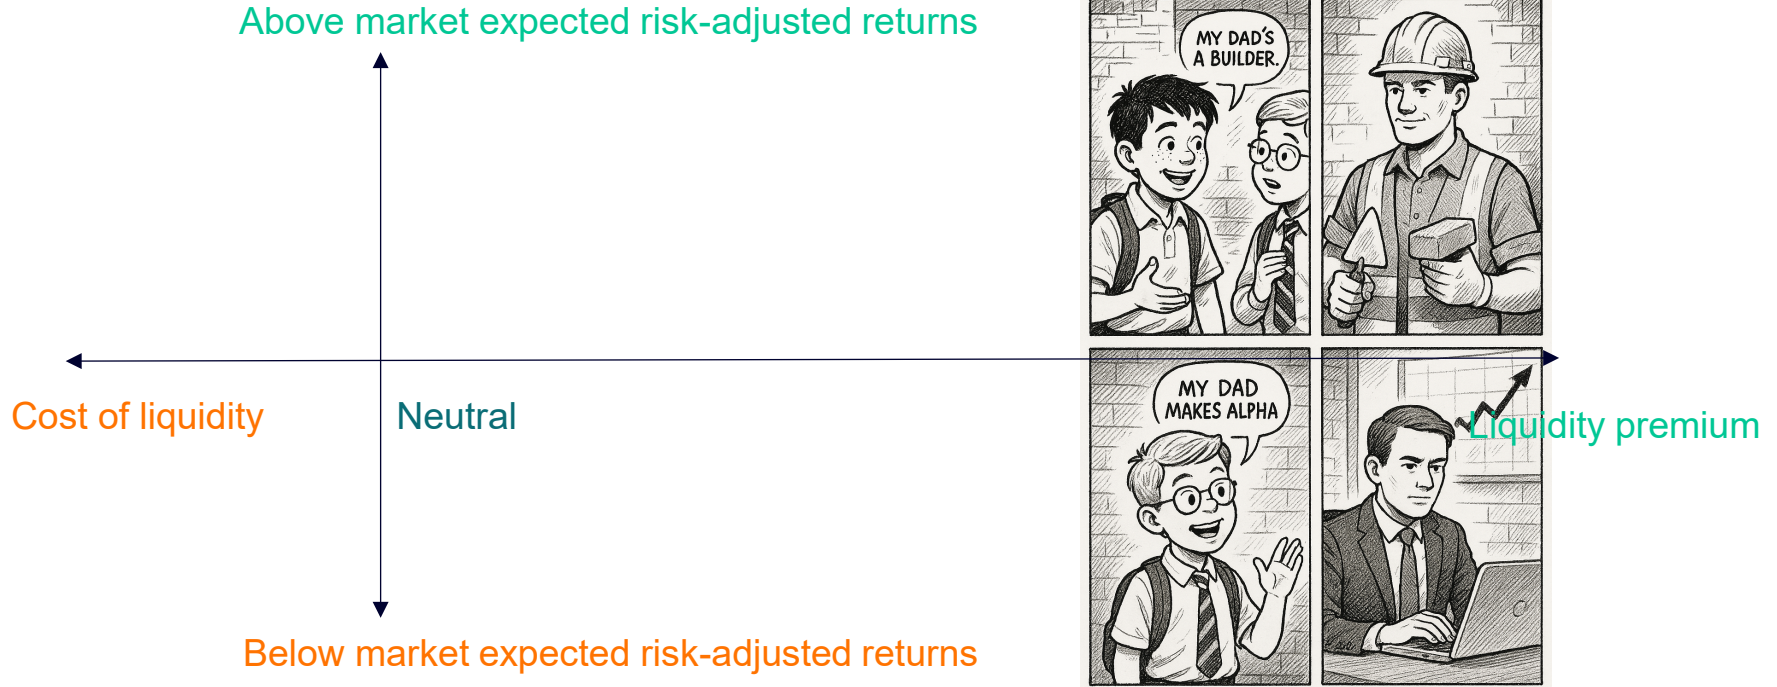 Above market expected risk-adjusted returns
MY DAD'S
A BUILDER.
Cost of liquidity
Neutral
MY DAD
MAKES ALPHA
Liquidity premium
Below market expected risk-adjusted returns